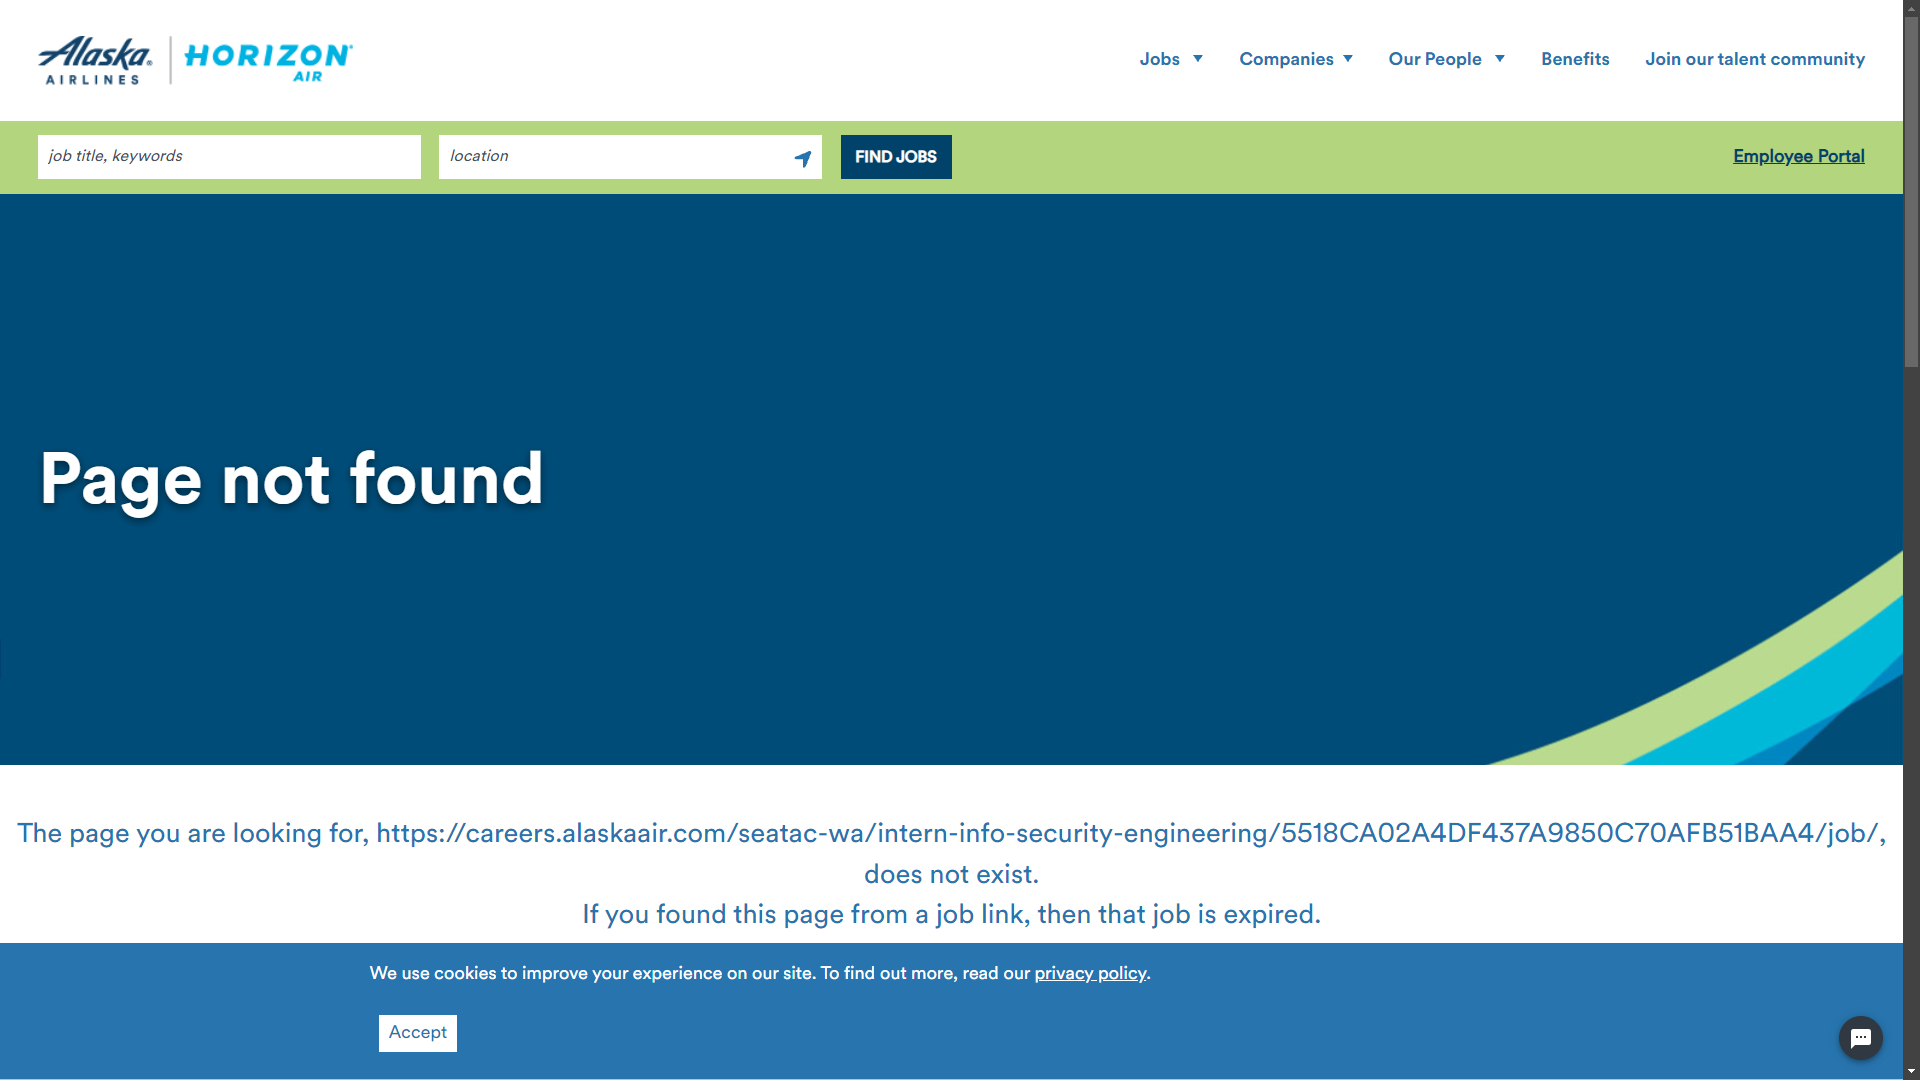 Alaska AIRLINES HORIZON AIR
Jobs Companies Our People Benefits Join our talent community
job title, keywords location FIND JOBS Employee Portal
Page not found
The page you are looking for, https://careers.alaskaair.com/seatac-wa/intern-info-security-engineering/5518CA02A4DF437A9850C70AFB51BAA4/job/,
does not exist.
If you found this page from a job link, then that job is expired.
We use cookies to improve your experience on our site. To find out more, read our privacy policy.
Accept